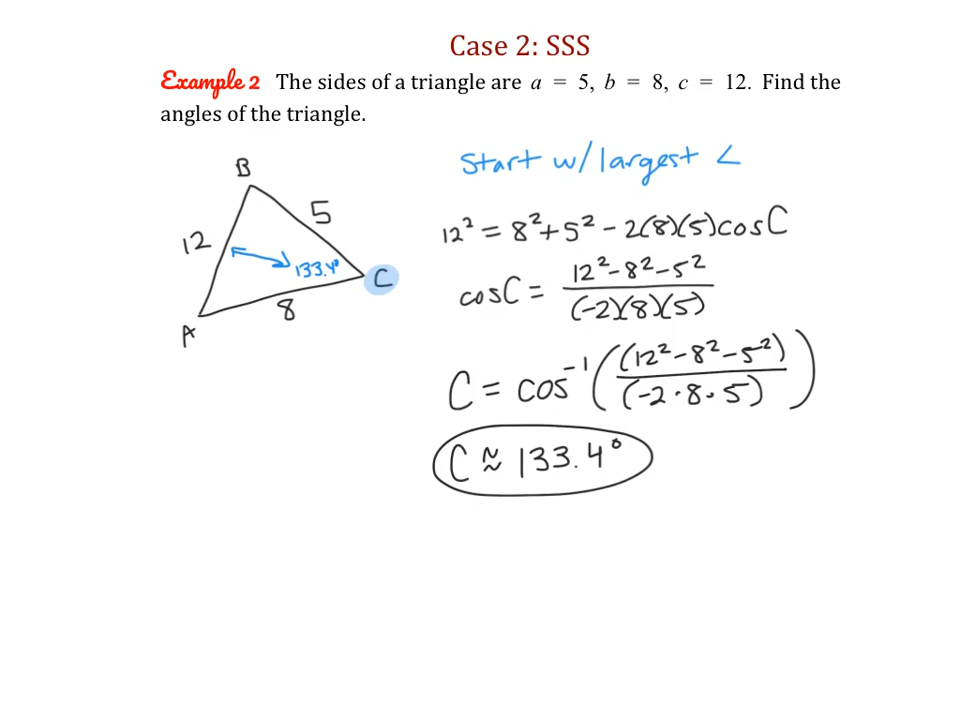 Case 2: SSS
Example 2 The sides of a triangle are a = 5, b = 8, c = 12. Find the
angles of the triangle.
Start w/ largest <
B
5
12
133.4°
C
8
A
12² = 8² + 5² - 2(8)(5)cosC
cosC = 12² - 8² - 5² / (-2)(8)(5)
C = cos⁻¹((12² - 8² - 5²) / (-2·8·5))
C ≈ 133.4°